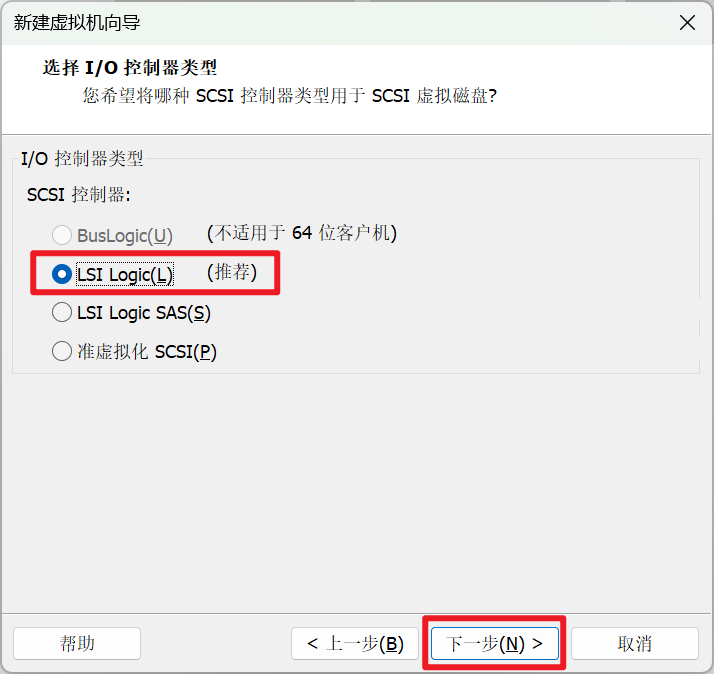 新建虚拟机向导
选择 I/O 控制器类型
您希望将哪种 SCSI 控制器类型用于 SCSI 虚拟磁盘?
I/O 控制器类型
SCSI 控制器:
BusLogic(U) (不适用于 64 位客户机)
LSI Logic(L) (推荐)
LSI Logic SAS(S)
准虚拟化 SCSI(P)
帮助 < 上一步(B) 下一步(N) > 取消